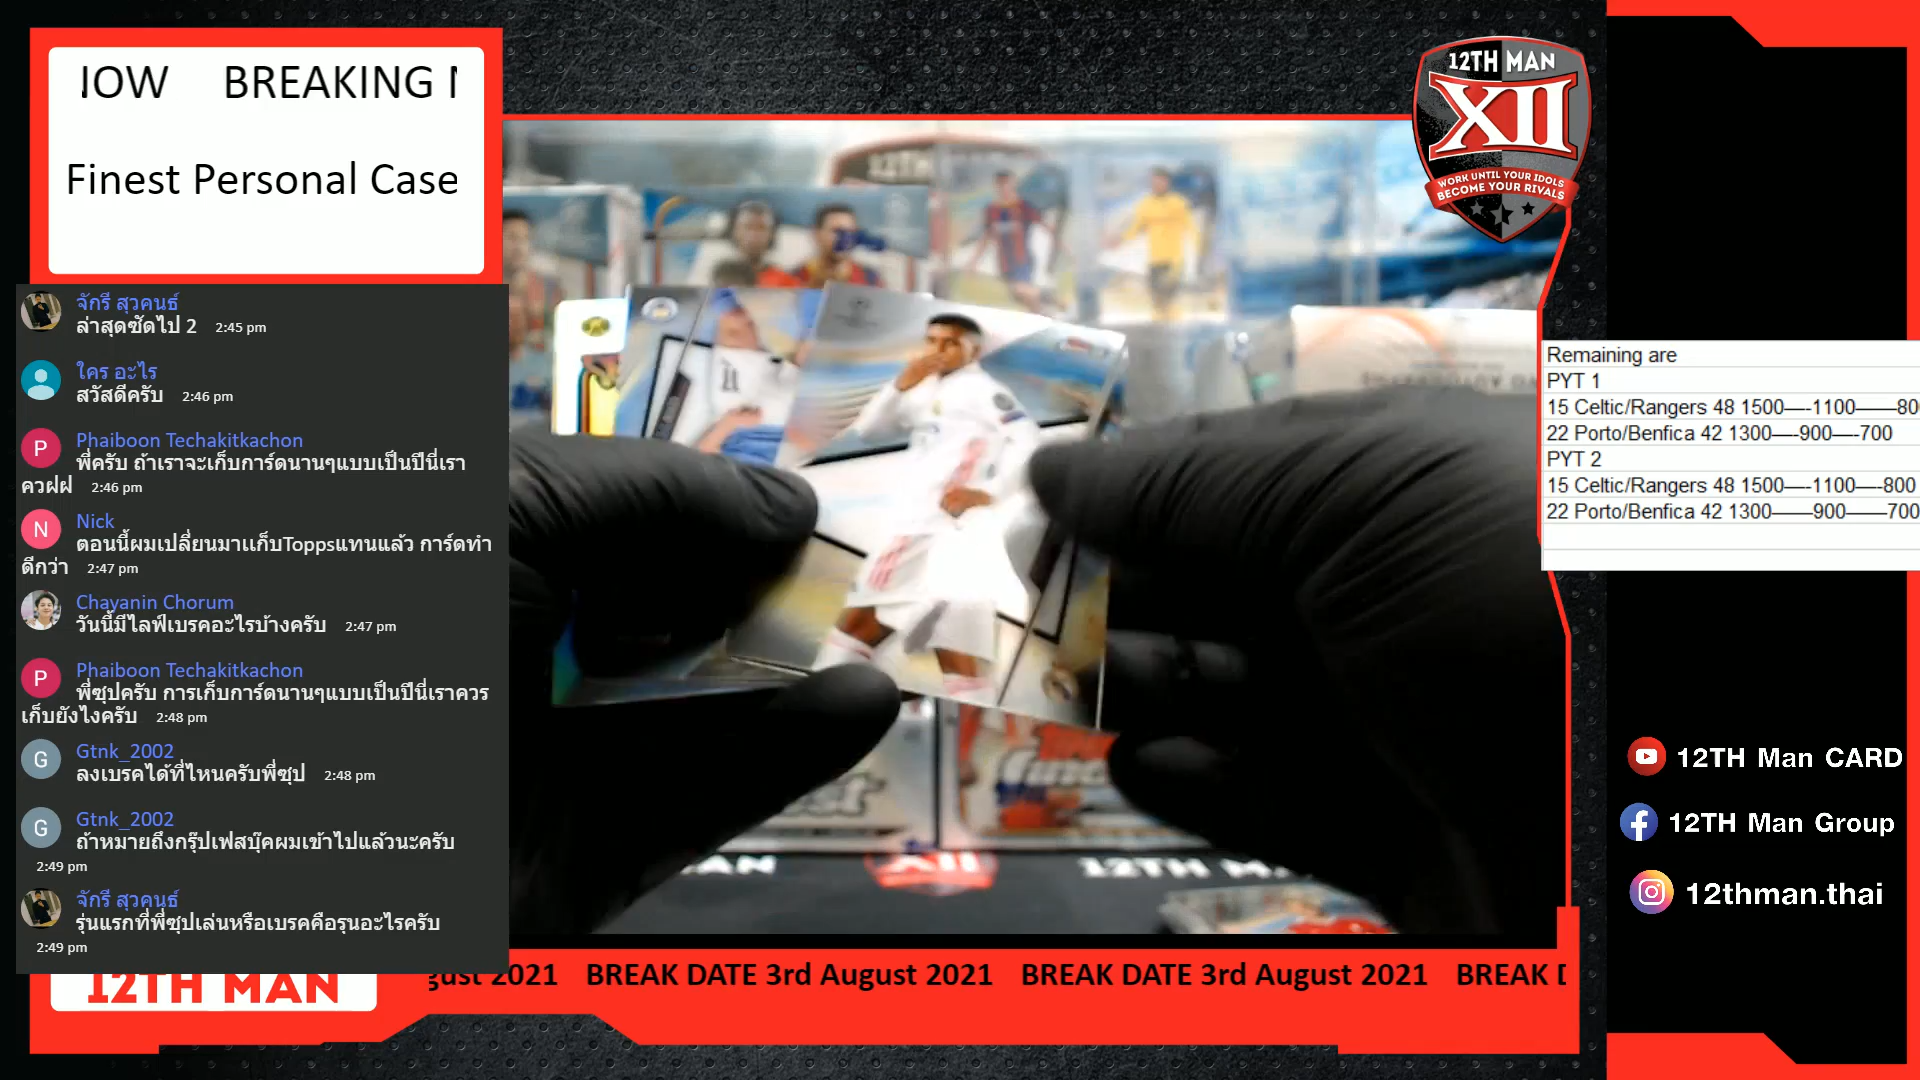 IOW BREAKING
Finest Personal Case
จักรี สุวคนธ์
ล่าสุดซัดไป 2 2:45 pm
ใคร อะไร
สวัสดีครับ 2:46 pm
P Phaiboon Techakitkachon
พี่ครับ ถ้าเราจะเก็บการ์ดนานๆแบบเป็นปีนี่เรา
ควฝฝ 2:46 pm
N Nick
ตอนนี้ผมเปลี่ยนมาเเก็บToppsแทนแล้ว การ์ดทำ
ดีกว่า 2:47 pm
Chayanin Chorum
วันนี้มีไลฟ์เบรคอะไรบ้างครับ 2:47 pm
P Phaiboon Techakitkachon
พี่ซุปครับ การเก็บการ์ดนานๆแบบเป็นปีนี่เราควร
เก็บยังไงครับ 2:48 pm
G Gtnk_2002
ลงเบรคได้ที่ไหนครับพี่ซุป 2:48 pm
G Gtnk_2002
ถ้าหมายถึงกรุ๊ปเฟสบุ๊คผมเข้าไปแล้วนะครับ
2:49 pm
จักรี สุวคนธ์
รุ่นแรกที่พี่ซุปเล่นหรือเบรคคือรุนอะไรครับ
2:49 pm
12TH MAN
gust 2021 BREAK DATE 3rd August 2021 BREAK DATE 3rd August 2021 BREAK D
12TH MAN
XII
WORK UNTIL YOUR IDOLS
BECOME YOUR RIVALS
12TH MAN
AN XII 12TH M
Remaining are
PYT 1
15 Celtic/Rangers 48 1500—-1100——80
22 Porto/Benfica 42 1300—-900—-700
PYT 2
15 Celtic/Rangers 48 1500—-1100—-800
22 Porto/Benfica 42 1300——900——700
12TH Man CARD
12TH Man Group
12thman.thai